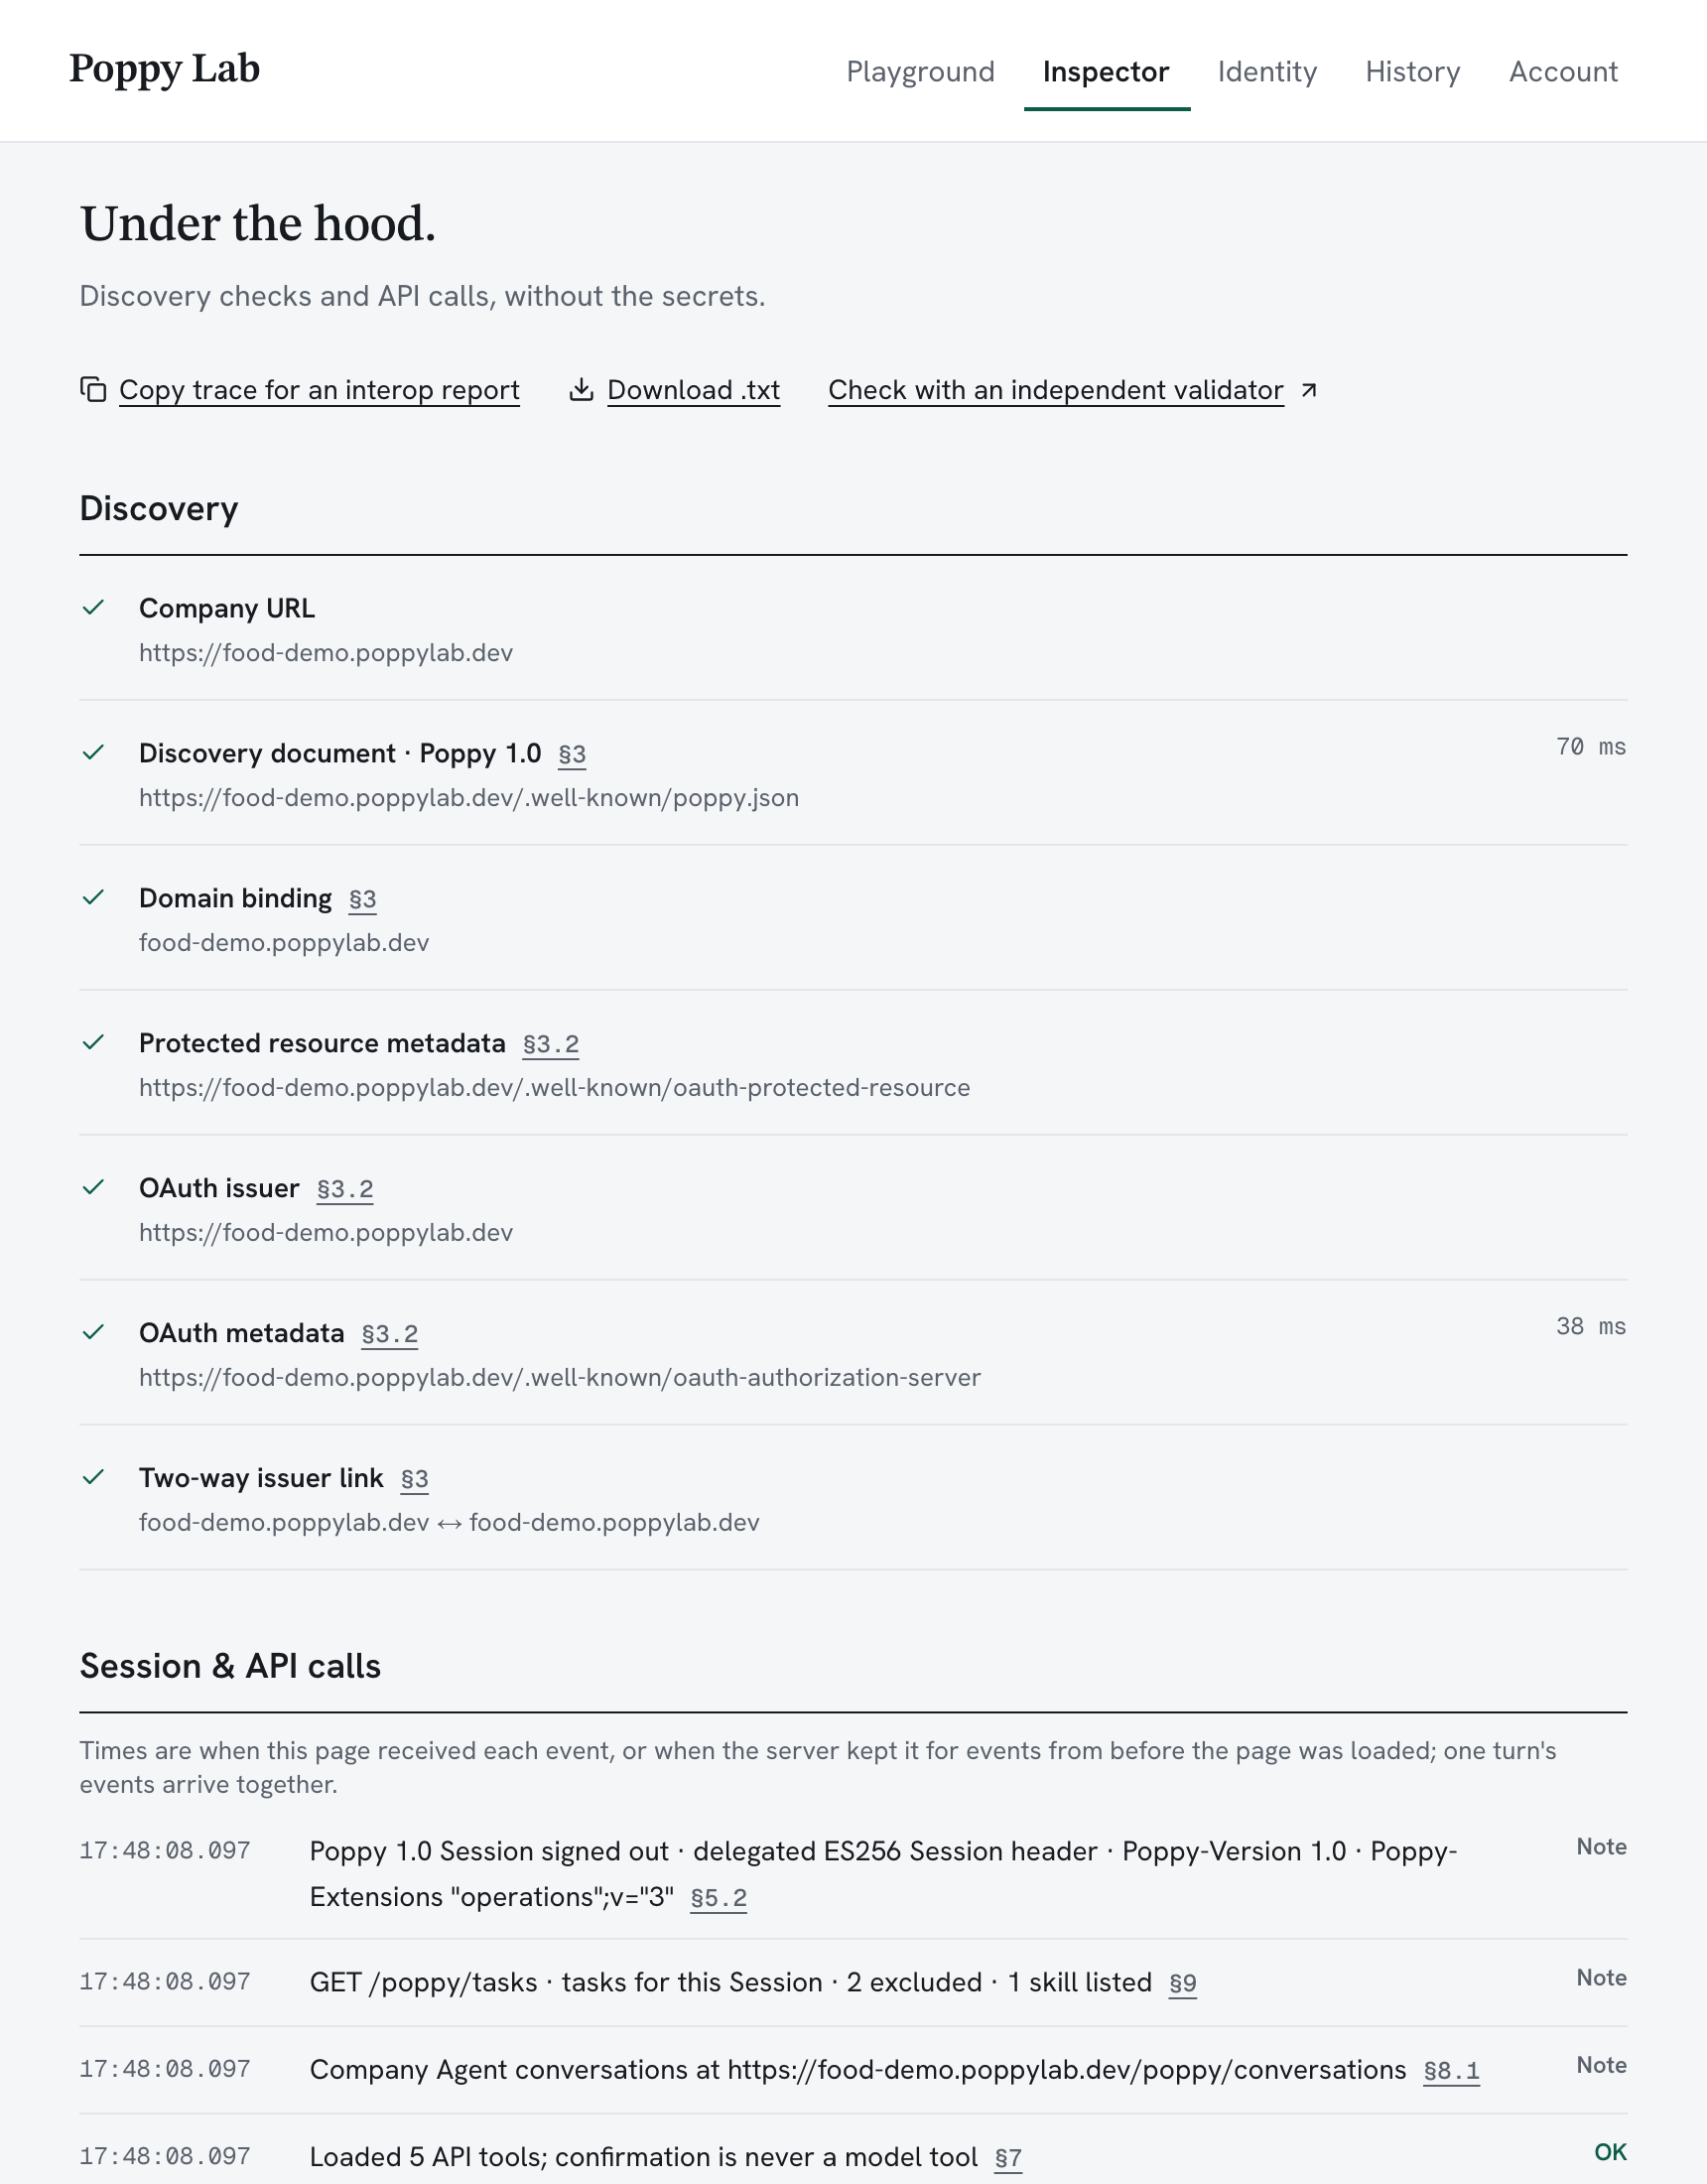 Poppy Lab
Playground
Inspector
Identity
History
Account
Under the hood.
Discovery checks and API calls, without the secrets.
Copy trace for an interop report
Download .txt
Check with an independent validator ↗
Discovery
Company URL
https://food-demo.poppylab.dev
Discovery document · Poppy 1.0 §3
70 ms
https://food-demo.poppylab.dev/.well-known/poppy.json
Domain binding §3
food-demo.poppylab.dev
Protected resource metadata §3.2
https://food-demo.poppylab.dev/.well-known/oauth-protected-resource
OAuth issuer §3.2
https://food-demo.poppylab.dev
OAuth metadata §3.2
38 ms
https://food-demo.poppylab.dev/.well-known/oauth-authorization-server
Two-way issuer link §3
food-demo.poppylab.dev ↔ food-demo.poppylab.dev
Session & API calls
Times are when this page received each event, or when the server kept it for events from before the page was loaded; one turn's
events arrive together.
17:48:08.097
Poppy 1.0 Session signed out · delegated ES256 Session header · Poppy-Version 1.0 · Poppy-
Extensions "operations";v="3" §5.2
Note
17:48:08.097
GET /poppy/tasks · tasks for this Session · 2 excluded · 1 skill listed §9
Note
17:48:08.097
Company Agent conversations at https://food-demo.poppylab.dev/poppy/conversations §8.1
Note
17:48:08.097
Loaded 5 API tools; confirmation is never a model tool §7
OK